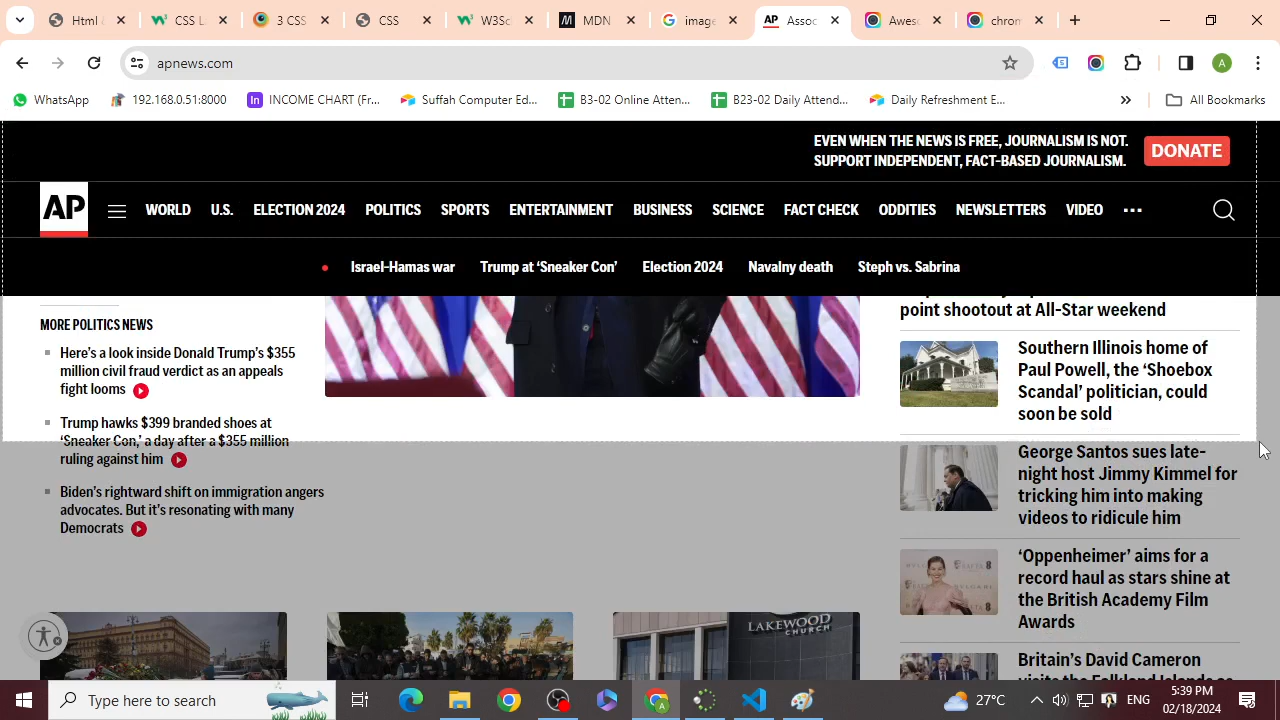 Html
CSS Li
3 CSS
CSS
W3Sc
MDN
image
AP Assoc
Awes
chron
apnews.com
A
WhatsApp
192.168.0.51:8000
In INCOME CHART (Fr...
Suffah Computer Ed...
B3-02 Online Atten...
B23-02 Daily Attend...
Daily Refreshment E...
All Bookmarks
EVEN WHEN THE NEWS IS FREE, JOURNALISM IS NOT.
SUPPORT INDEPENDENT, FACT-BASED JOURNALISM.
DONATE
AP
WORLD U.S. ELECTION 2024 POLITICS SPORTS ENTERTAINMENT BUSINESS SCIENCE FACT CHECK ODDITIES NEWSLETTERS VIDEO
Israel-Hamas war Trump at ‘Sneaker Con’ Election 2024 Navalny death Steph vs. Sabrina
MORE POLITICS NEWS
Here’s a look inside Donald Trump’s $355
million civil fraud verdict as an appeals
fight looms
Trump hawks $399 branded shoes at
‘Sneaker Con,’ a day after a $355 million
ruling against him
Biden’s rightward shift on immigration angers
advocates. But it’s resonating with many
Democrats
point shootout at All-Star weekend
Southern Illinois home of
Paul Powell, the ‘Shoebox
Scandal’ politician, could
soon be sold
George Santos sues late-
night host Jimmy Kimmel for
tricking him into making
videos to ridicule him
‘Oppenheimer’ aims for a
record haul as stars shine at
the British Academy Film
Awards
Britain’s David Cameron
visits the Falkland Islands as
LAKEWOOD
CHURCH
Type here to search
27°C
ENG
5:39 PM
02/18/2024